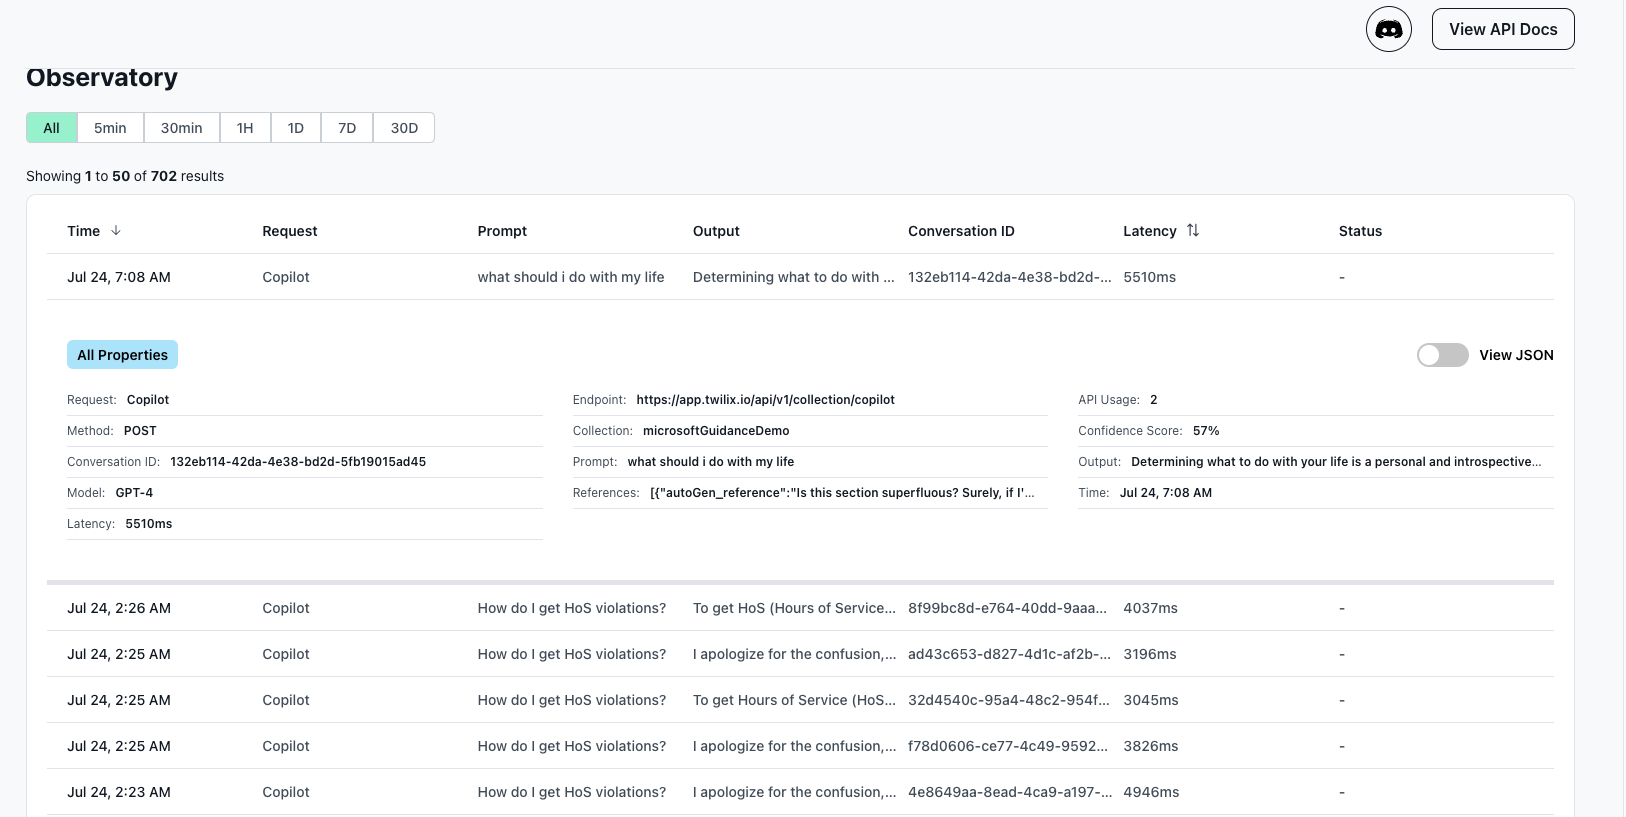 View API Docs
Observatory
All 5min 30min 1H 1D 7D 30D
Showing 1 to 50 of 702 results
Time Request Prompt Output Conversation ID Latency Status
Jul 24, 7:08 AM Copilot what should i do with my life Determining what to do with ... 132eb114-42da-4e38-bd2d-... 5510ms -
All Properties View JSON
Request: Copilot Endpoint: https://app.twilix.io/api/v1/collection/copilot API Usage: 2
Method: POST Collection: microsoftGuidanceDemo Confidence Score: 57%
Conversation ID: 132eb114-42da-4e38-bd2d-5fb19015ad45 Prompt: what should i do with my life Output: Determining what to do with your life is a personal and introspective...
Model: GPT-4 References: [{"autoGen_reference":"Is this section superfluous? Surely, if I'... Time: Jul 24, 7:08 AM
Latency: 5510ms
Jul 24, 2:26 AM Copilot How do I get HoS violations? To get HoS (Hours of Service... 8f99bc8d-e764-40dd-9aaa... 4037ms -
Jul 24, 2:25 AM Copilot How do I get HoS violations? I apologize for the confusion,... ad43c653-d827-4d1c-af2b-... 3196ms -
Jul 24, 2:25 AM Copilot How do I get HoS violations? To get Hours of Service (HoS... 32d4540c-95a4-48c2-954f... 3045ms -
Jul 24, 2:25 AM Copilot How do I get HoS violations? I apologize for the confusion,... f78d0606-ce77-4c49-9592... 3826ms -
Jul 24, 2:23 AM Copilot How do I get HoS violations? I apologize for the confusion,... 4e8649aa-8ead-4ca9-a197-... 4946ms -